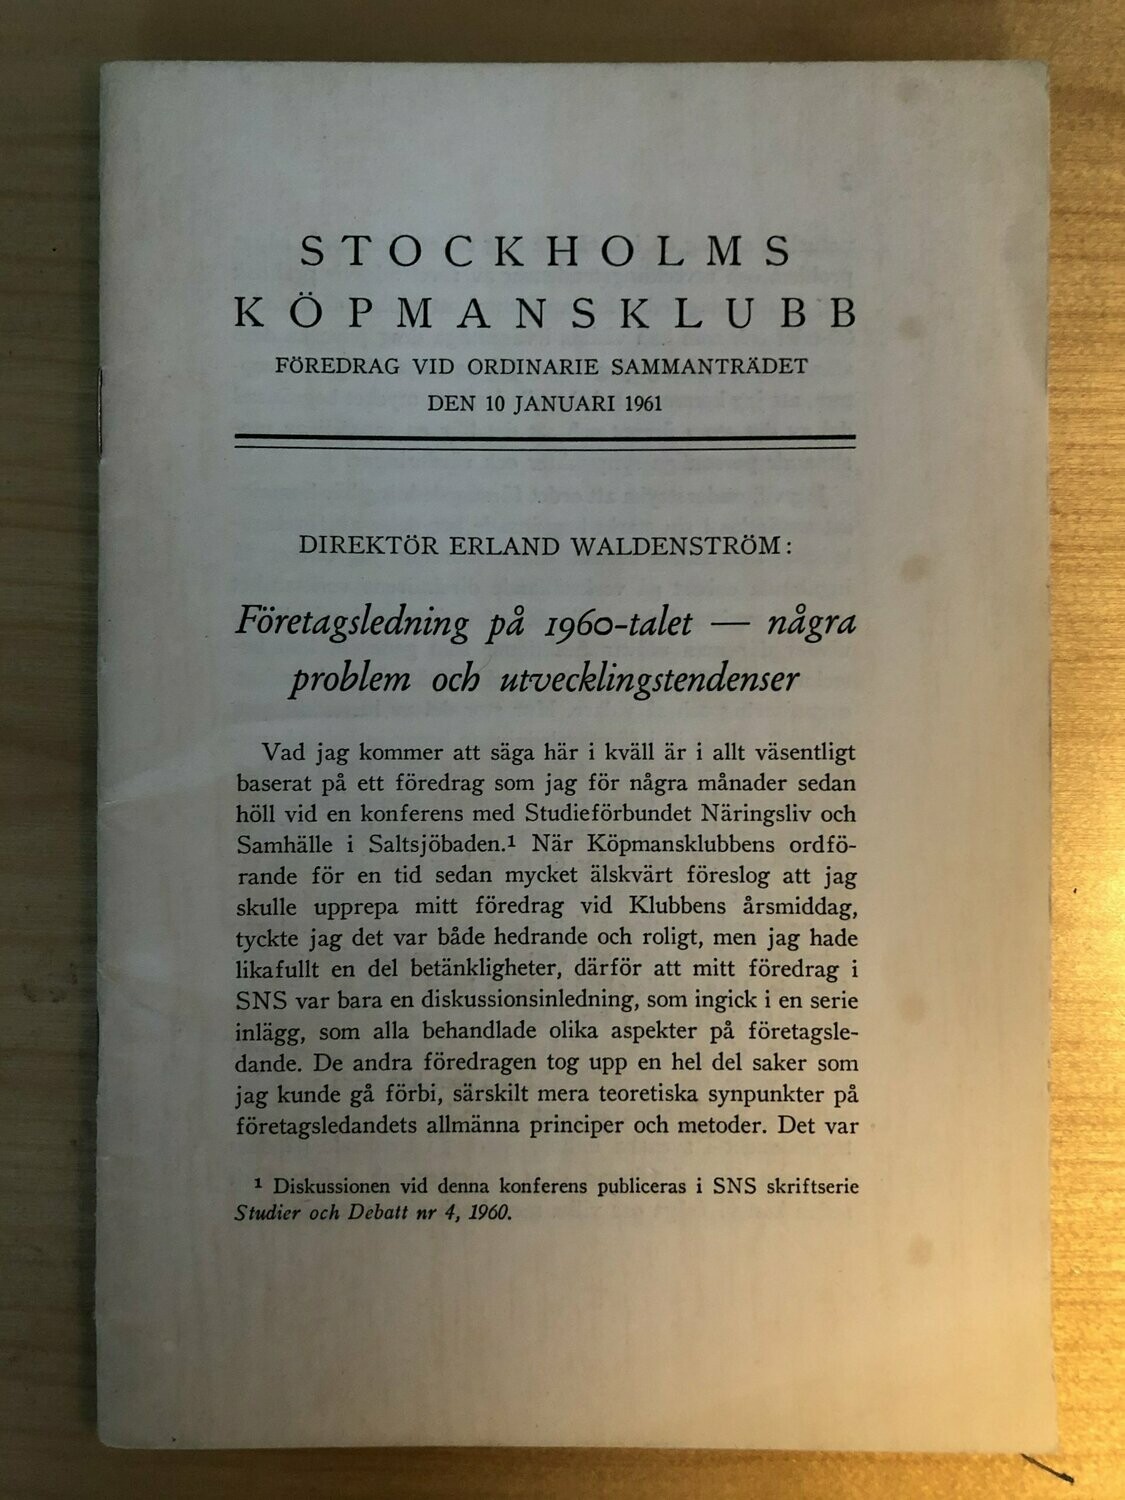 STOCKHOLMS
KÖPMANSKLUBB
FÖREDRAG VID ORDINARIE SAMMANTRÄDET
DEN 10 JANUARI 1961
DIREKTÖR ERLAND WALDENSTRÖM:
Företagsledning på 1960-talet — några
problem och utvecklingstendenser
Vad jag kommer att säga här i kväll är i allt väsentligt
baserat på ett föredrag som jag för några månader sedan
höll vid en konferens med Studieförbundet Näringsliv och
Samhälle i Saltsjöbaden.¹ När Köpmansklubbens ordfö-
rande för en tid sedan mycket älskvärt föreslog att jag
skulle upprepa mitt föredrag vid Klubbens årsmiddag,
tyckte jag det var både hedrande och roligt, men jag hade
likafullt en del betänkligheter, därför att mitt föredrag i
SNS var bara en diskussionsinledning, som ingick i en serie
inlägg, som alla behandlade olika aspekter på företagsle-
dande. De andra föredragen tog upp en hel del saker som
jag kunde gå förbi, särskilt mera teoretiska synpunkter på
företagsledandets allmänna principer och metoder. Det var
¹ Diskussionen vid denna konferens publiceras i SNS skriftserie
Studier och Debatt nr 4, 1960.